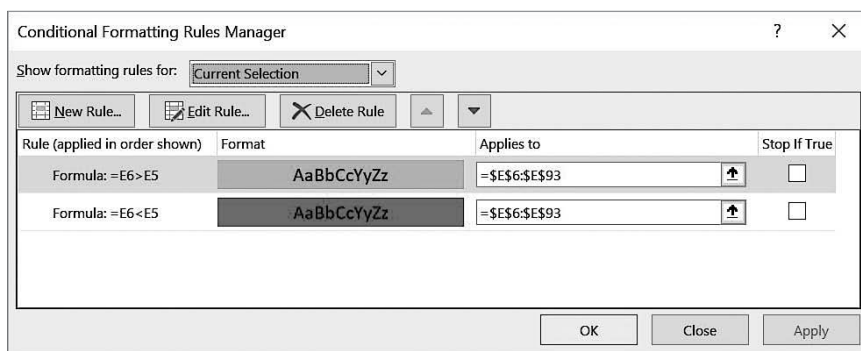 Conditional Formatting Rules Manager ? X
Show formatting rules for: Current Selection
New Rule... Edit Rule... Delete Rule
Rule (applied in order shown) Format Applies to Stop If True
Formula: =E6>E5 AaBbCcYyZz =$E$6:$E$93
Formula: =E6<E5 AaBbCcYyZz =$E$6:$E$93
OK Close Apply